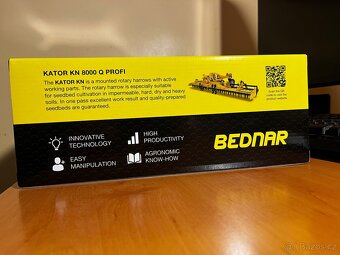 KATOR KN 8000 Q PROFI
The KATOR KN is a mounted rotary harrows with active
working parts. The rotary harrow is especially suitable
for seedbed cultivation in impermeable, hard, dry and heavy
soils. In one pass excellent work result and quality-prepared
seedbeds are guaranteed.
INNOVATIVE
TECHNOLOGY
HIGH
PRODUCTIVITY
EASY
MANIPULATION
AGRONOMIC
KNOW-HOW
BEDNAR
Bazos.cz